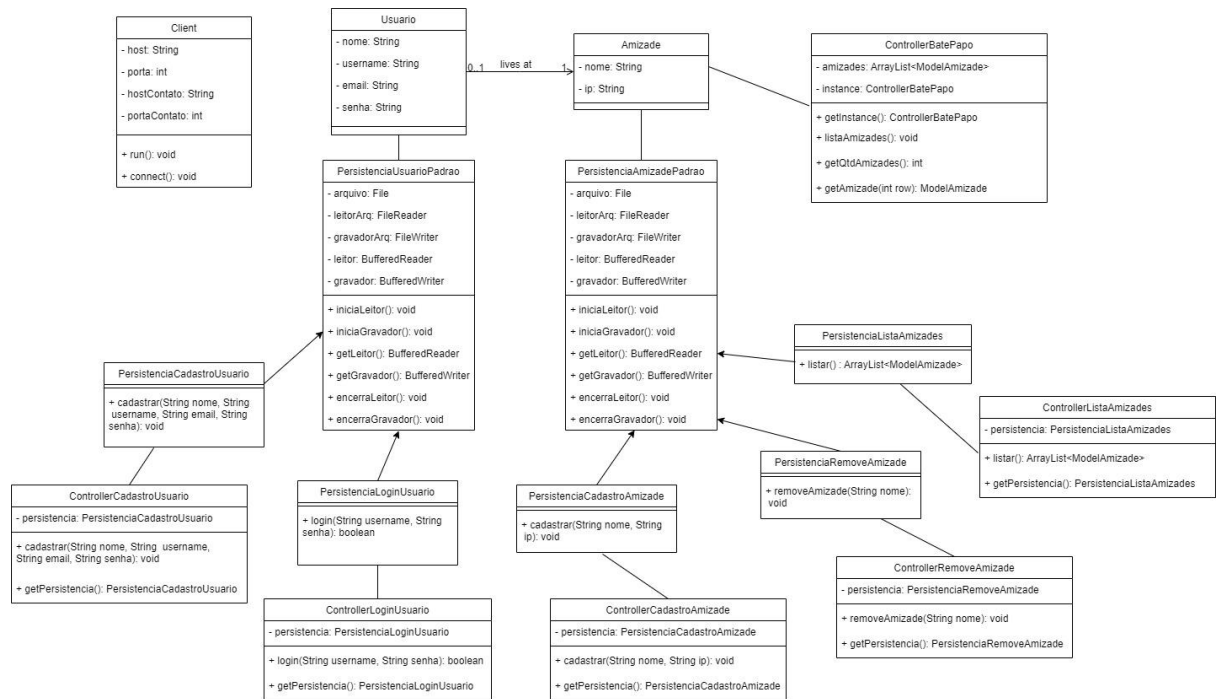 Client
- host: String
- porta: int
- hostContato: String
- portaContato: int
+ run(): void
+ connect(): void
Usuario
- nome: String
- username: String
- email: String
- senha: String
0..1
lives at
1
Amizade
- nome: String
- ip: String
ControllerBatePapo
- amizades: ArrayList<ModelAmizade>
- instance: ControllerBatePapo
+ getInstance(): ControllerBatePapo
+ listaAmizades(): void
+ getQtdAmizades(): int
+ getAmizade(int row): ModelAmizade
PersistenciaUsuarioPadrao
- arquivo: File
- leitorArq: FileReader
- gravadorArq: FileWriter
- leitor: BufferedReader
- gravador: BufferedWriter
+ iniciaLeitor(): void
+ iniciaGravador(): void
+ getLeitor(): BufferedReader
+ getGravador(): BufferedWriter
+ encerraLeitor(): void
+ encerraGravador(): void
PersistenciaAmizadePadrao
- arquivo: File
- leitorArq: FileReader
- gravadorArq: FileWriter
- leitor: BufferedReader
- gravador: BufferedWriter
+ iniciaLeitor(): void
+ iniciaGravador(): void
+ getLeitor(): BufferedReader
+ getGravador(): BufferedWriter
+ encerraLeitor(): void
+ encerraGravador(): void
PersistenciaListaAmizades
+ listar() : ArrayList<ModelAmizade>
PersistenciaCadastroUsuario
+ cadastrar(String nome, String
username, String email, String
senha): void
ControllerListaAmizades
- persistencia: PersistenciaListaAmizades
+ listar(): ArrayList<ModelAmizade>
+ getPersistencia(): PersistenciaListaAmizades
PersistenciaRemoveAmizade
+ removeAmizade(String nome):
void
ControllerCadastroUsuario
- persistencia: PersistenciaCadastroUsuario
+ cadastrar(String nome, String username,
String email, String senha): void
+ getPersistencia(): PersistenciaCadastroUsuario
PersistenciaLoginUsuario
+ login(String username, String
senha): boolean
PersistenciaCadastroAmizade
+ cadastrar(String nome, String
ip): void
ControllerRemoveAmizade
- persistencia: PersistenciaRemoveAmizade
+ removeAmizade(String nome): void
+ getPersistencia(): PersistenciaRemoveAmizade
ControllerLoginUsuario
- persistencia: PersistenciaLoginUsuario
+ login(String username, String senha): boolean
+ getPersistencia(): PersistenciaLoginUsuario
ControllerCadastroAmizade
- persistencia: PersistenciaCadastroAmizade
+ cadastrar(String nome, String ip): void
+ getPersistencia(): PersistenciaCadastroAmizade